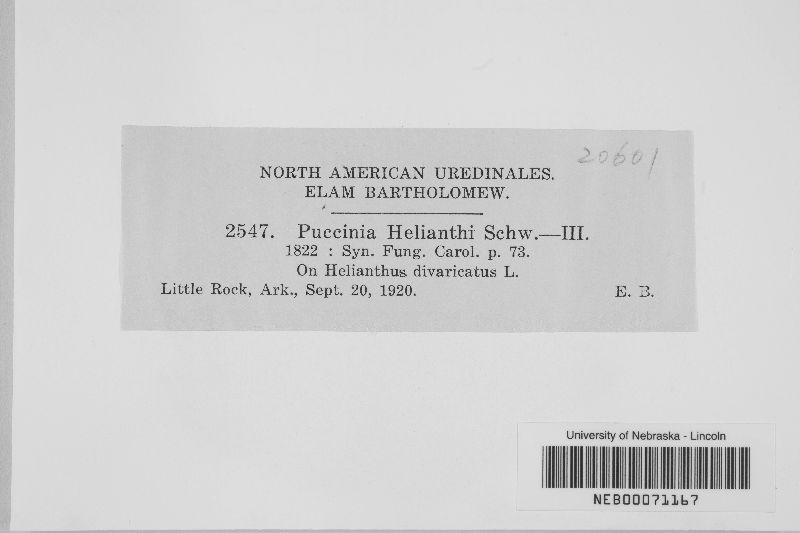 20601
NORTH AMERICAN UREDINALES.
ELAM BARTHOLOMEW.
2547. Puccinia Helianthi Schw.—III.
1822 : Syn. Fung. Carol. p. 73.
On Helianthus divaricatus L.
Little Rock, Ark., Sept. 20, 1920. E. B.
University of Nebraska - Lincoln
NEB00071167